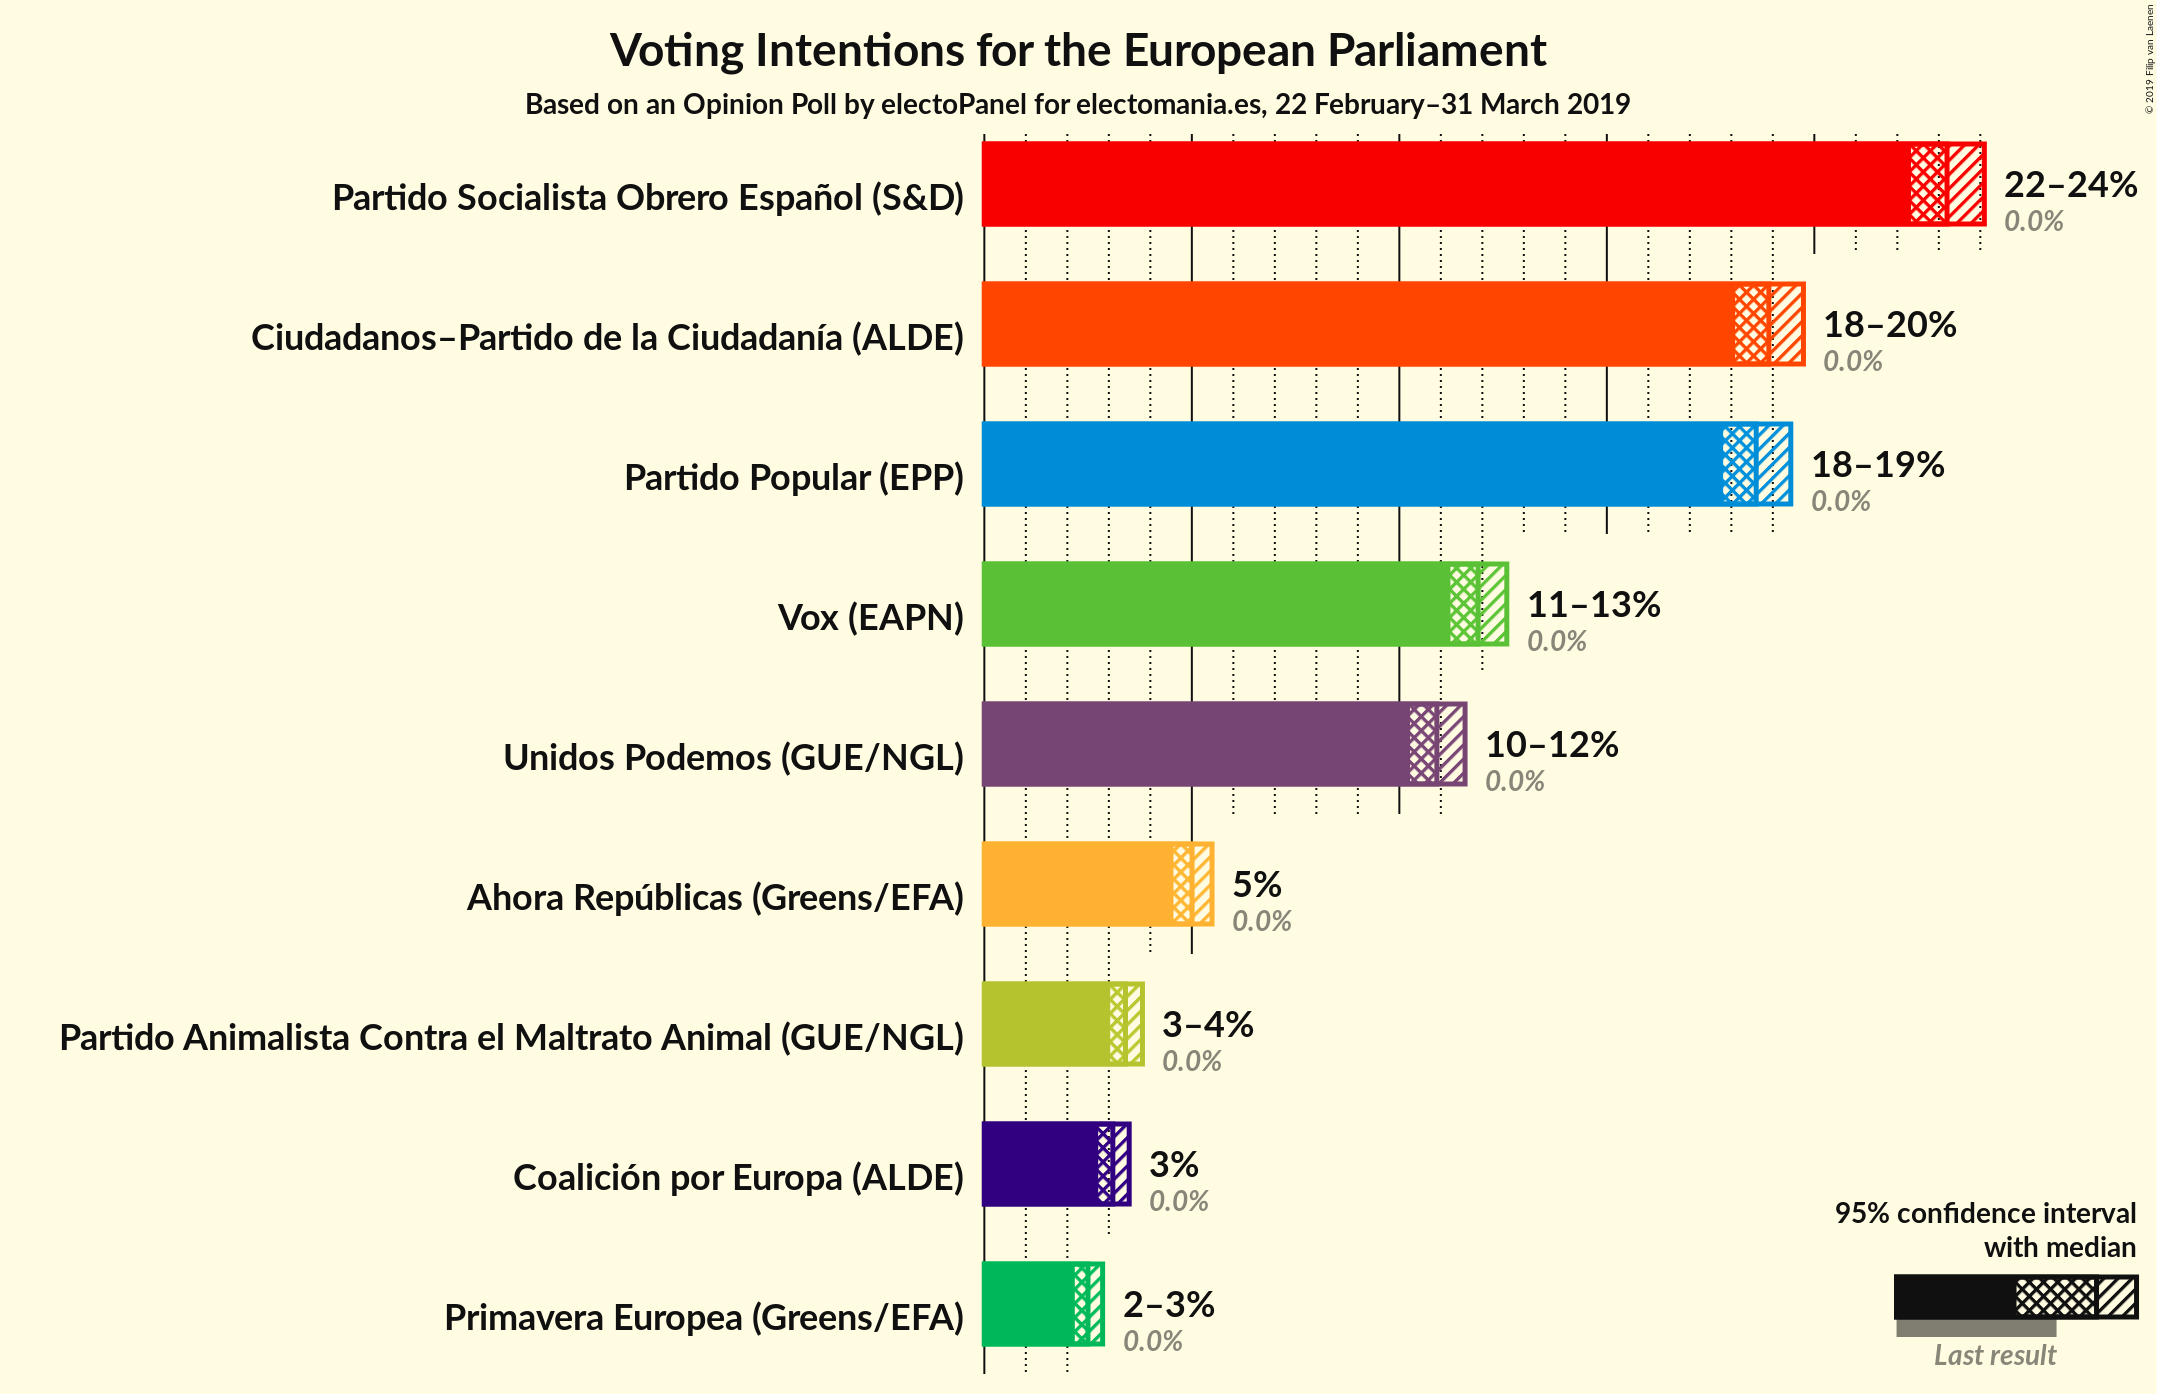 Voting Intentions for the European Parliament
Based on an Opinion Poll by electoPanel for electomania.es, 22 February–31 March 2019
© 2019 Filip van Laenen
Partido Socialista Obrero Español (S&D)
22–24%
0.0%
Ciudadanos–Partido de la Ciudadanía (ALDE)
18–20%
0.0%
Partido Popular (EPP)
18–19%
0.0%
Vox (EAPN)
11–13%
0.0%
Unidos Podemos (GUE/NGL)
10–12%
0.0%
Ahora Repúblicas (Greens/EFA)
5%
0.0%
Partido Animalista Contra el Maltrato Animal (GUE/NGL)
3–4%
0.0%
Coalición por Europa (ALDE)
3%
0.0%
Primavera Europea (Greens/EFA)
2–3%
0.0%
95% confidence interval
with median
Last result